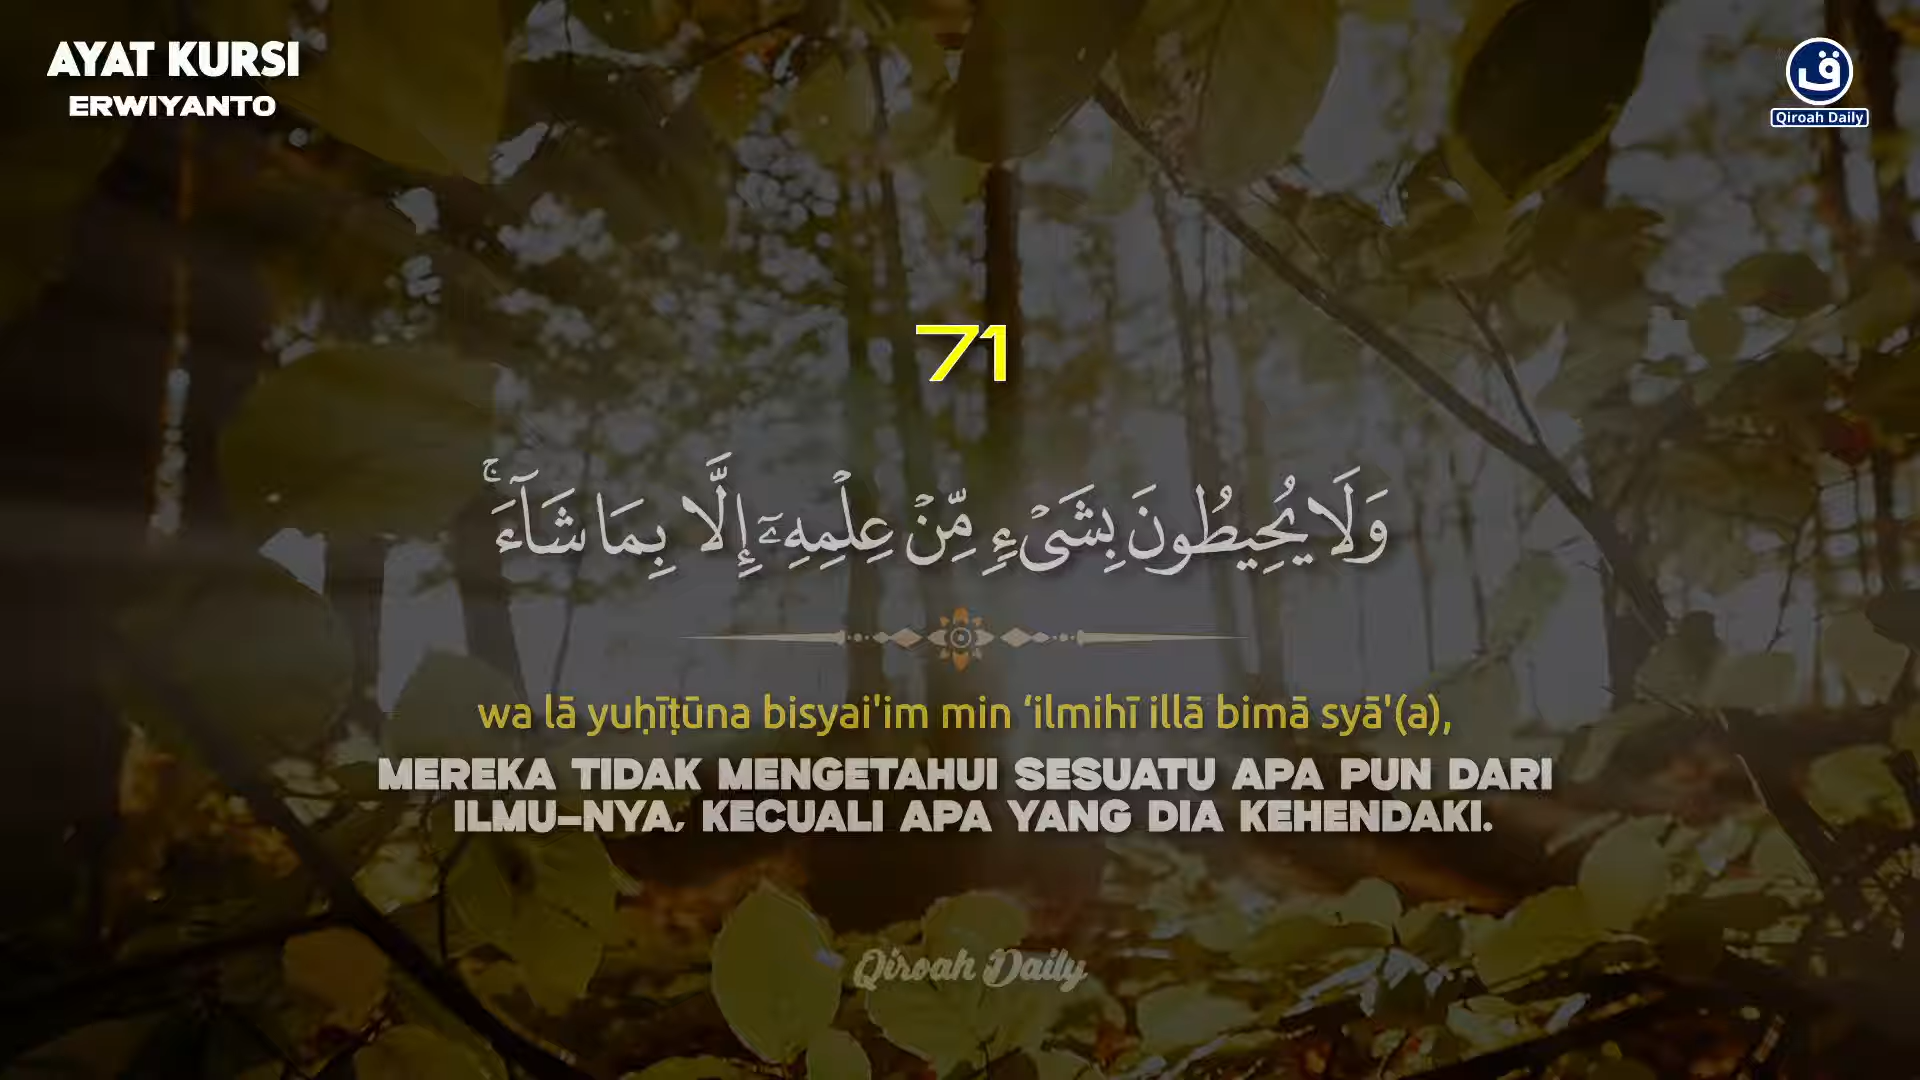 AYAT KURSI
ERWIYANTO
ق
Qiroah Daily
71
وَلَا يُحِيطُونَ بِشَىْءٍ مِّنْ عِلْمِهِۦٓ إِلَّا بِمَا شَآءَ ۚ
wa lā yuḥīṭūna bisyai'im min ‘ilmihī illā bimā syā'(a),
MEREKA TIDAK MENGETAHUI SESUATU APA PUN DARI
ILMU-NYA, KECUALI APA YANG DIA KEHENDAKI.
Qiroah Daily